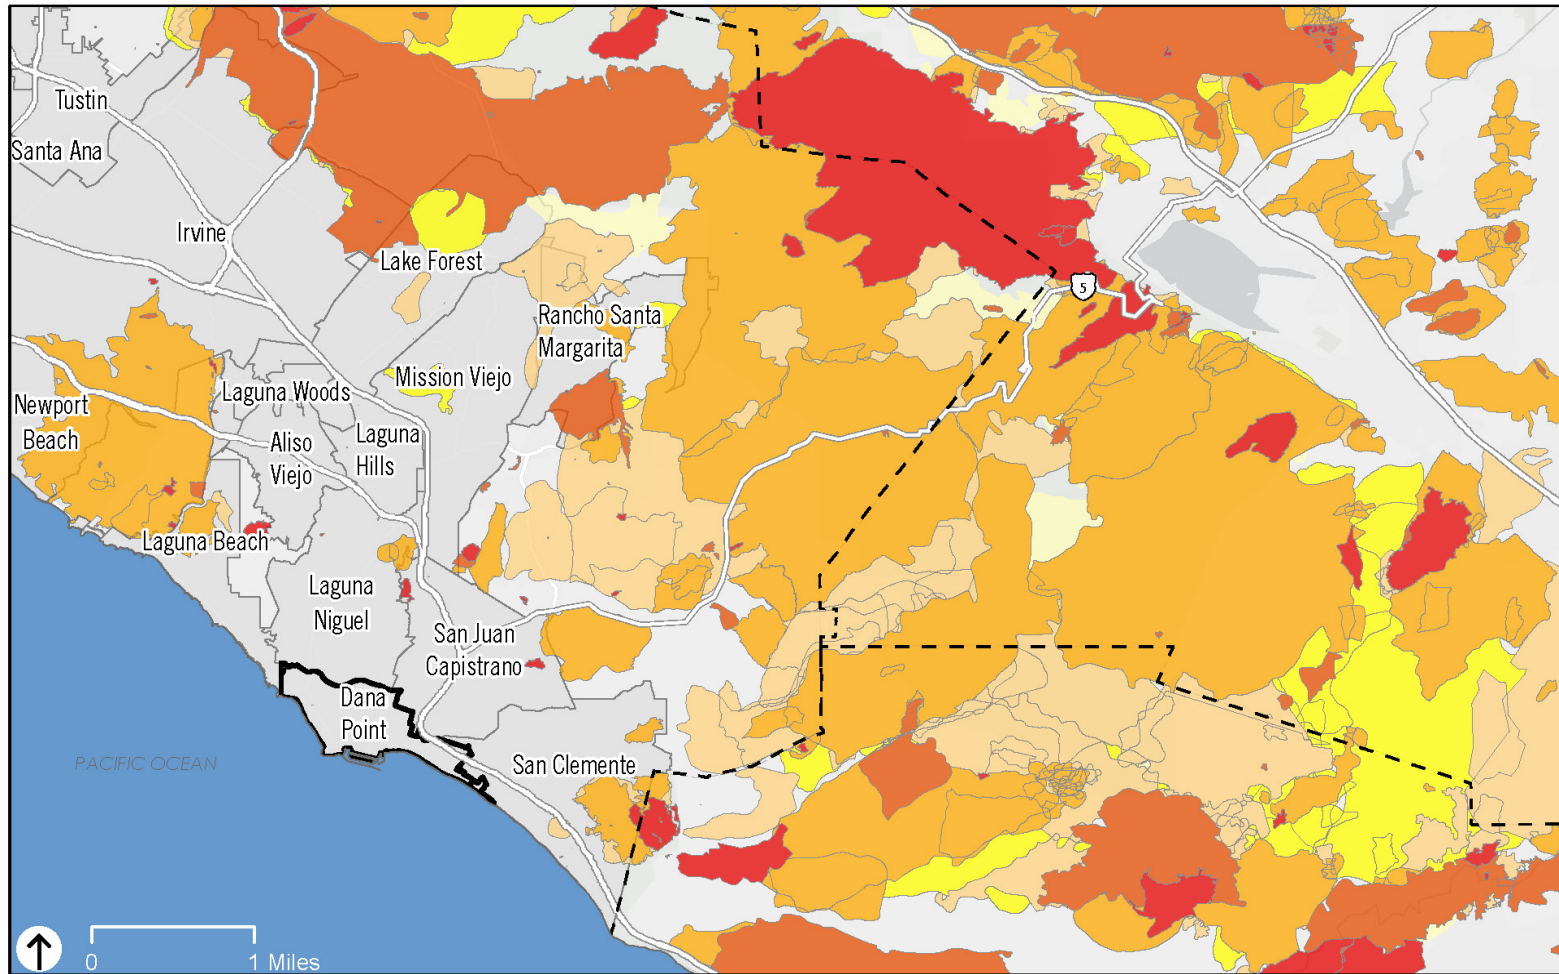 Tustin
Santa Ana
Irvine
Lake Forest
5
Rancho Santa
Margarita
Mission Viejo
Laguna Woods
Newport
Beach
Aliso
Viejo
Laguna
Hills
Laguna Beach
Laguna
Niguel
San Juan
Capistrano
Dana
Point
San Clemente
PACIFIC OCEAN
0 1 Miles